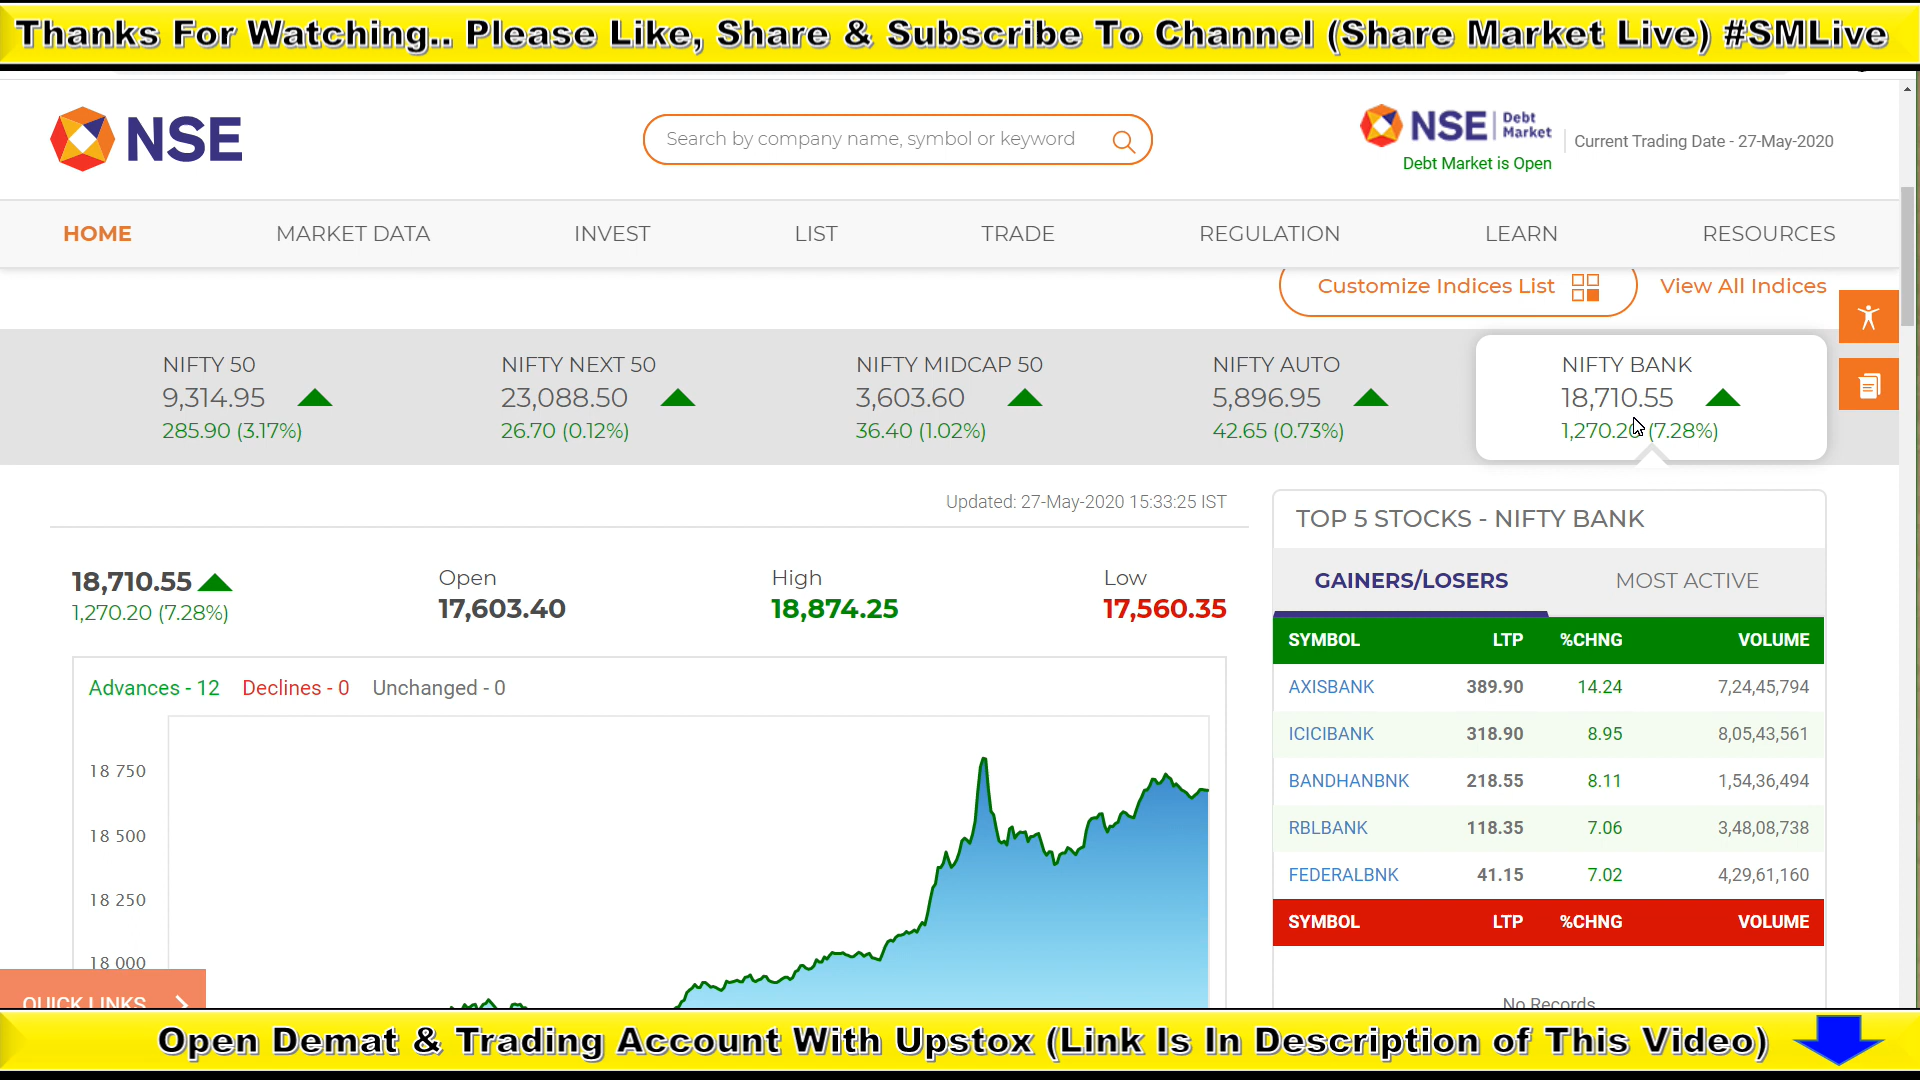 Thanks For Watching.. Please Like, Share & Subscribe To Channel (Share Market Live) #SMLive
NSE
Search by company name, symbol or keyword
NSE Debt Market
Debt Market is Open
Current Trading Date - 27-May-2020
HOME MARKET DATA INVEST LIST TRADE REGULATION LEARN RESOURCES
Customize Indices List View All Indices
NIFTY 50 NIFTY NEXT 50 NIFTY MIDCAP 50 NIFTY AUTO NIFTY BANK
9,314.95 23,088.50 3,603.60 5,896.95 18,710.55
285.90 (3.17%) 26.70 (0.12%) 36.40 (1.02%) 42.65 (0.73%) 1,270.20 (7.28%)
Updated: 27-May-2020 15:33:25 IST
18,710.55
1,270.20 (7.28%)
Open
17,603.40
High
18,874.25
Low
17,560.35
Advances - 12 Declines - 0 Unchanged - 0
18 750
18 500
18 250
18 000
QUICK LINKS
TOP 5 STOCKS - NIFTY BANK
GAINERS/LOSERS MOST ACTIVE
SYMBOL LTP %CHNG VOLUME
AXISBANK 389.90 14.24 7,24,45,794
ICICIBANK 318.90 8.95 8,05,43,561
BANDHANBNK 218.55 8.11 1,54,36,494
RBLBANK 118.35 7.06 3,48,08,738
FEDERALBNK 41.15 7.02 4,29,61,160
SYMBOL LTP %CHNG VOLUME
No Records
Open Demat & Trading Account With Upstox (Link Is In Description of This Video)